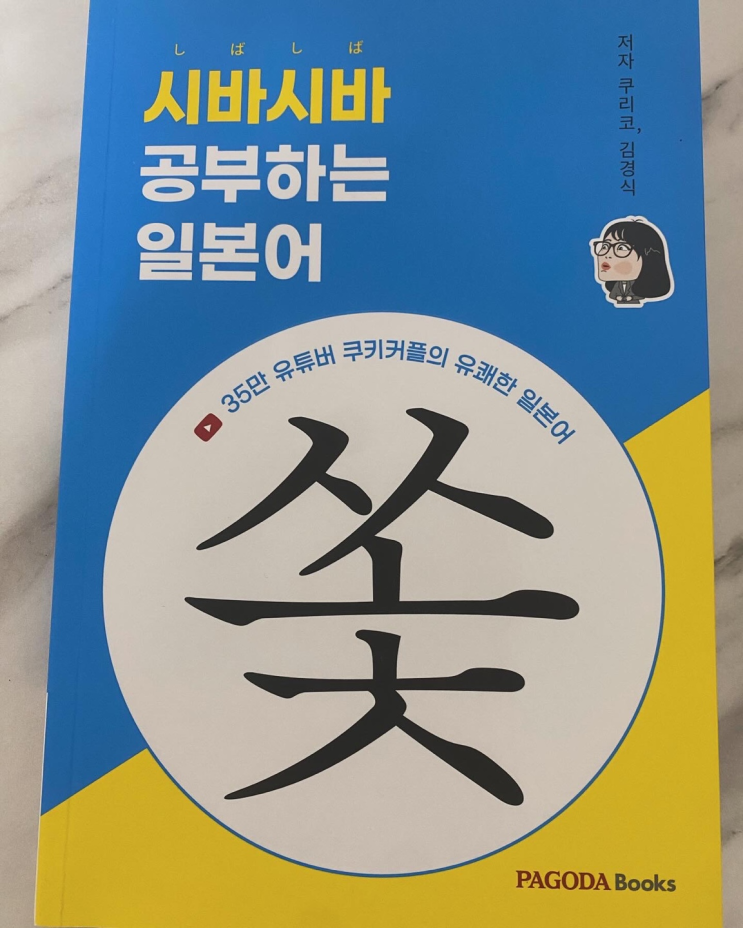 しばしば
시바시바
공부하는
일본어
저자 쿠리코, 김경식
35만 유튜버 쿠키커플의 유쾌한 일본어
쏯
PAGODA Books